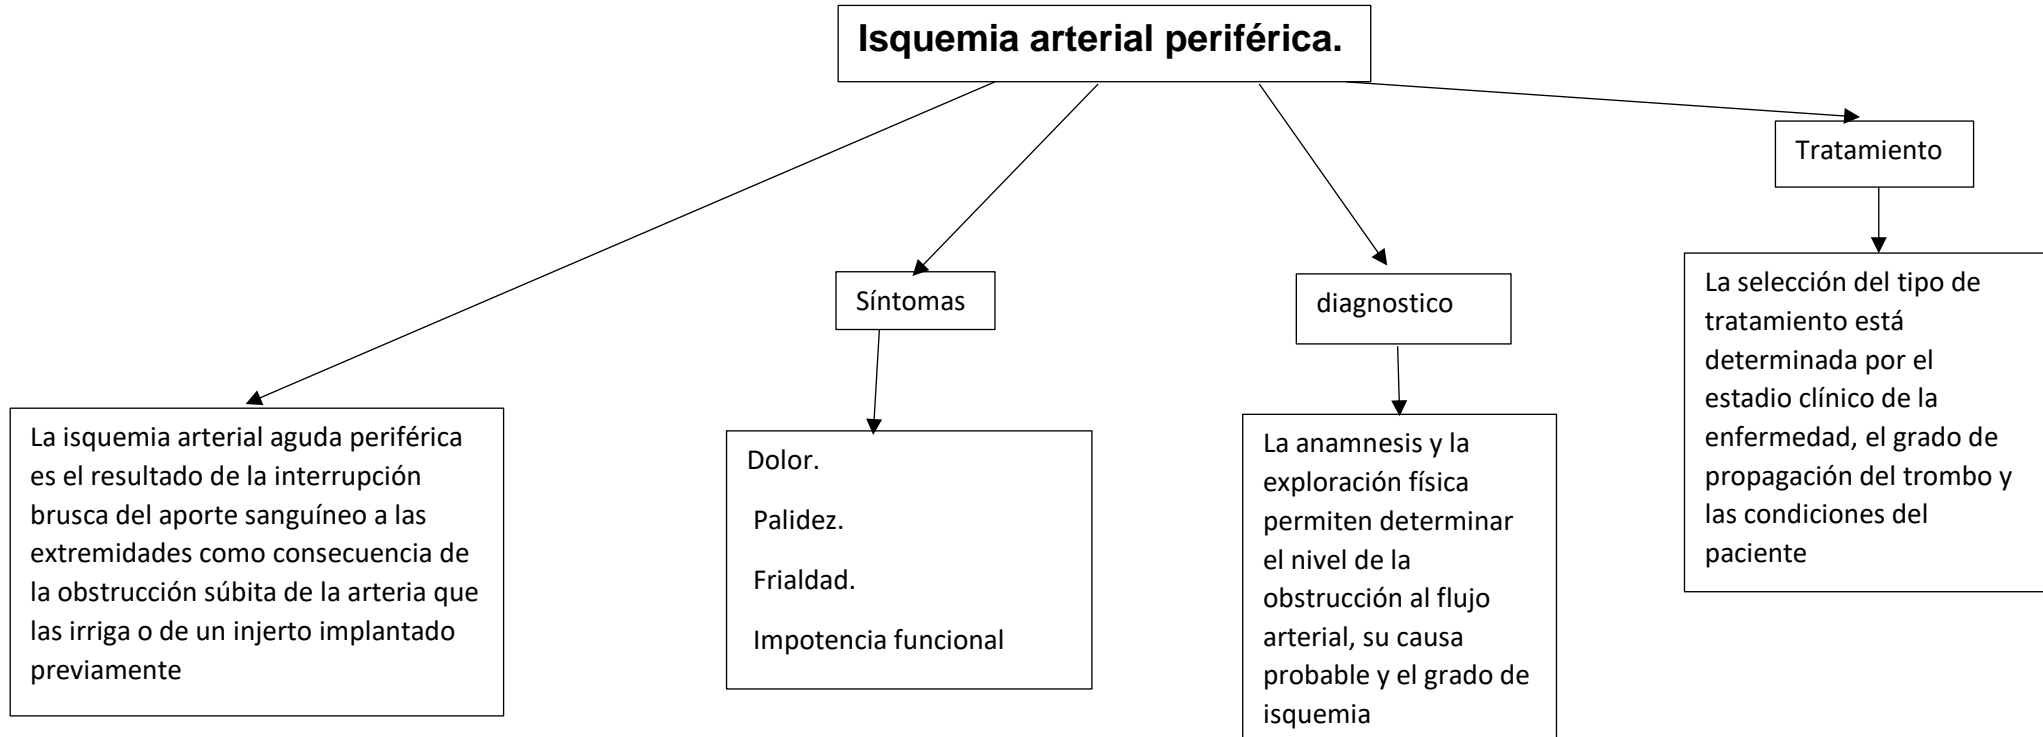 Isquemia arterial periférica.
Tratamiento
Síntomas
diagnostico
La selección del tipo de
tratamiento está
determinada por el
estadio clínico de la
enfermedad, el grado de
propagación del trombo y
las condiciones del
paciente
La isquemia arterial aguda periférica
es el resultado de la interrupción
brusca del aporte sanguíneo a las
extremidades como consecuencia de
la obstrucción súbita de la arteria que
las irriga o de un injerto implantado
previamente
Dolor.
Palidez.
Frialdad.
Impotencia funcional
La anamnesis y la
exploración física
permiten determinar
el nivel de la
obstrucción al flujo
arterial, su causa
probable y el grado de
isquemia